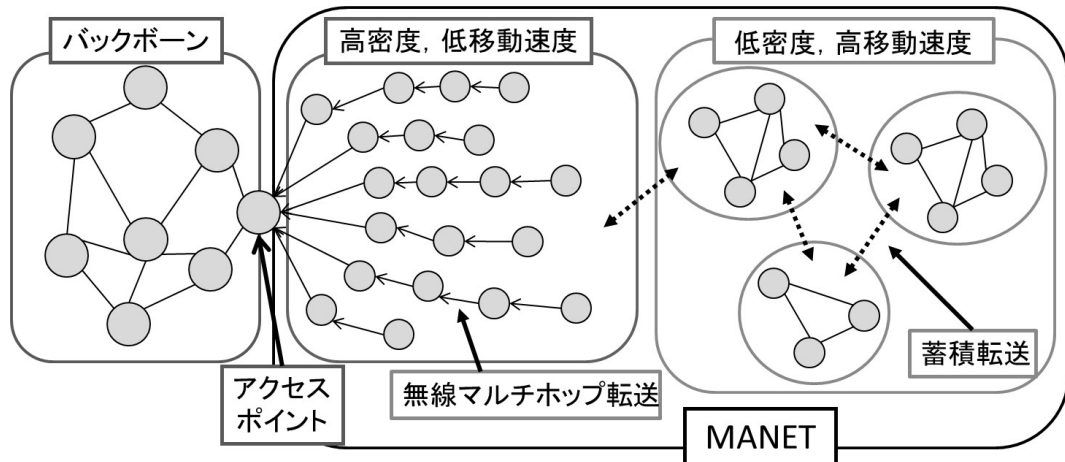 バックボーン
高密度, 低移動速度
低密度, 高移動速度
アクセス
ポイント
無線マルチホップ転送
蓄積転送
MANET